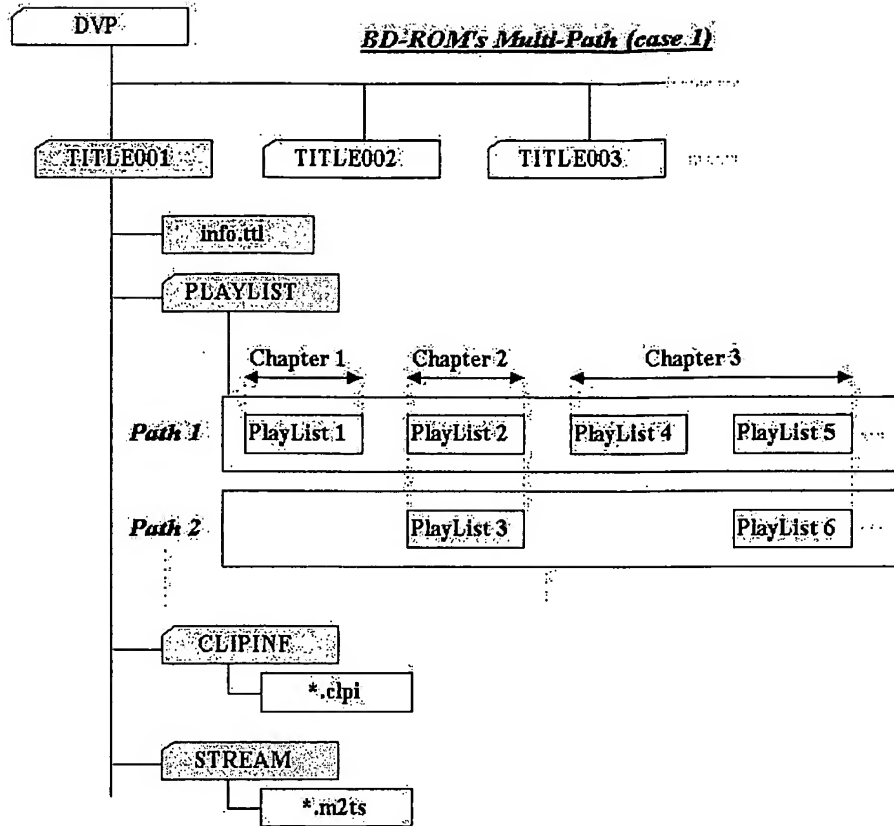 DVP
BD-ROM's Multi-Path (case 1)
TITLE001
TITLE002
TITLE003
info.ttl
PLAYLIST
Chapter 1
Chapter 2
Chapter 3
Path 1
PlayList 1
PlayList 2
PlayList 4
PlayList 5
Path 2
PlayList 3
PlayList 6
CLIPINF
*.clpi
STREAM
*.m2ts